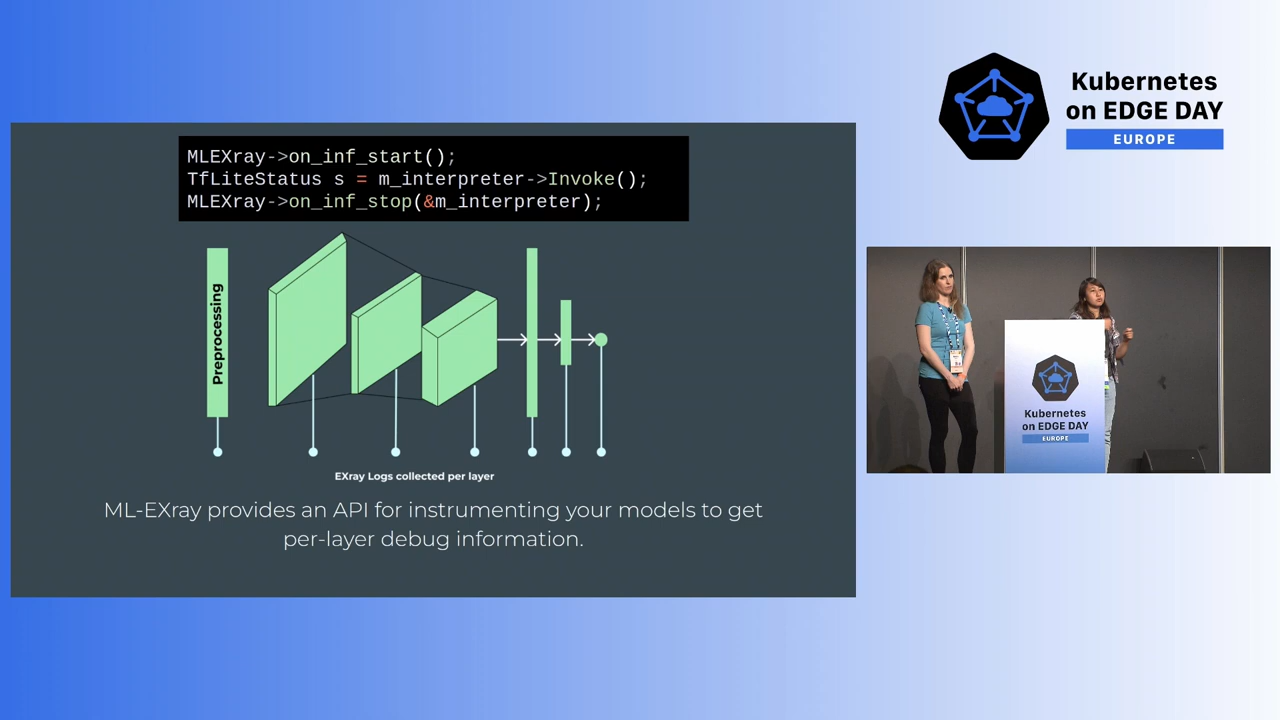 MLEXray->on_inf_start();
TfLiteStatus s = m_interpreter->Invoke();
MLEXray->on_inf_stop(&m_interpreter);
Preprocessing
EXray Logs collected per layer
ML-EXray provides an API for instrumenting your models to get
per-layer debug information.
Kubernetes
on EDGE DAY
EUROPE
Kubernetes
on EDGE DAY
EUROPE